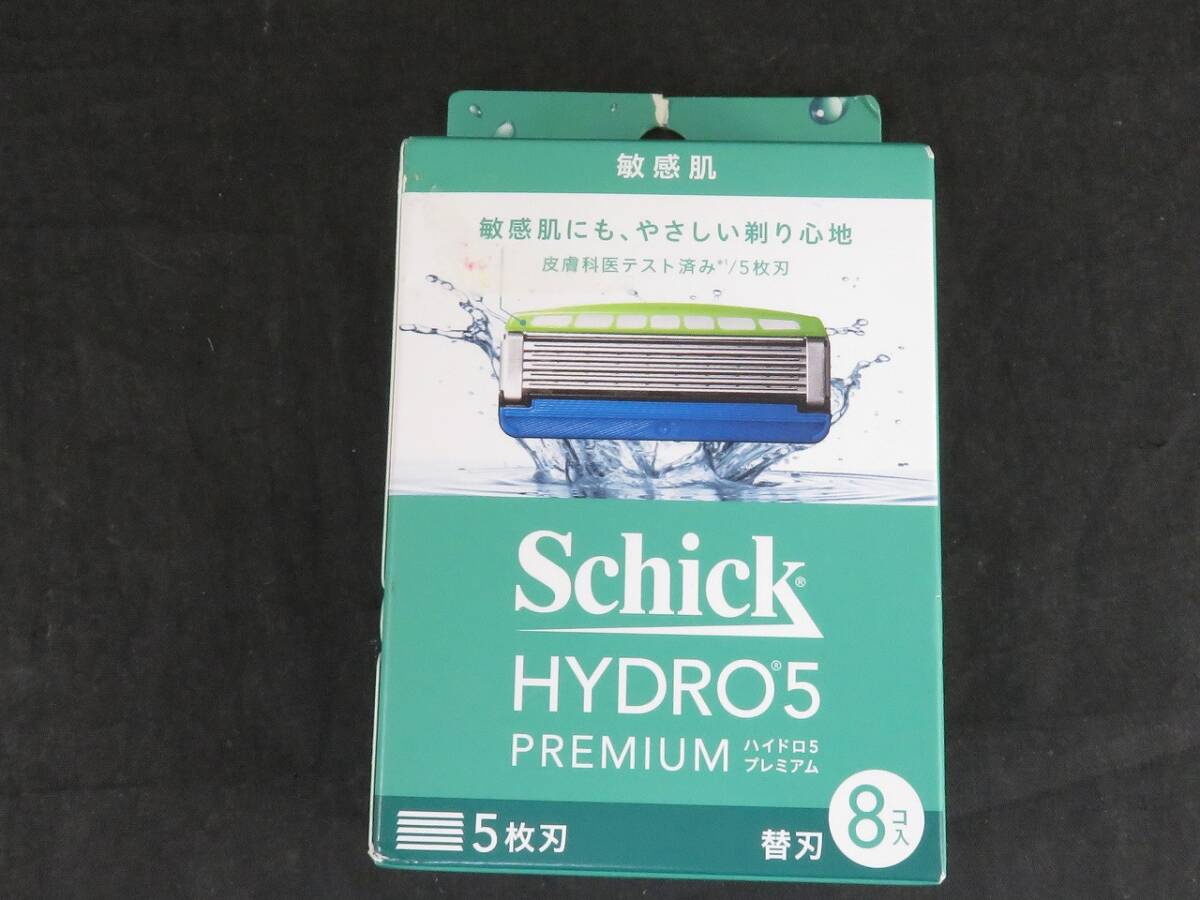 敏感肌
敏感肌にも、やさしい剃り心地
皮膚科医テスト済み*1/5枚刃
Schick®
HYDRO®5
PREMIUM ハイドロ5
プレミアム
5枚刃
替刃 8コ入